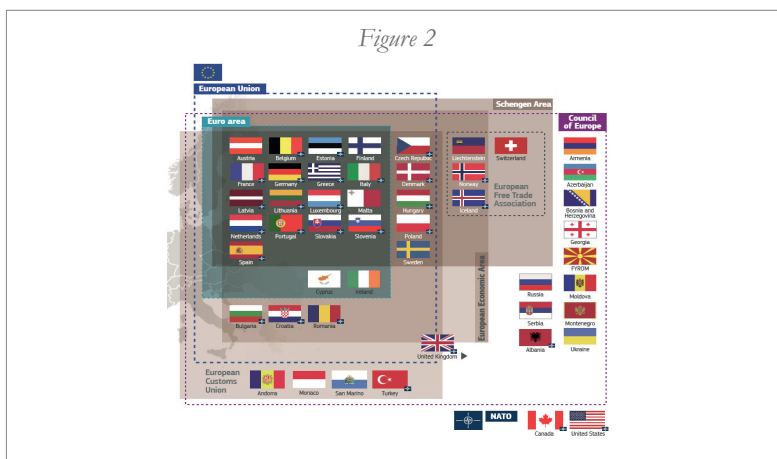 Figure 2
European Union
Schengen Area
Euro area
Council
of Europe
Austria Belgium Estonia Finland Czech Republic Liechtenstein Switzerland Armenia
France Germany Greece Italy Denmark Norway Azerbaijan
European
Free Trade
Association
Latvia Lithuania Luxembourg Malta Hungary Iceland Bosnia and
Herzegovina
Netherlands Portugal Slovakia Slovenia Poland Georgia
Spain Sweden FYROM
Cyprus Ireland Russia Moldova
European Economic Area
Bulgaria Croatia Romania Serbia Montenegro
United Kingdom Albania Ukraine
European
Customs
Union
Andorra Monaco San Marino Turkey
NATO
Canada United States